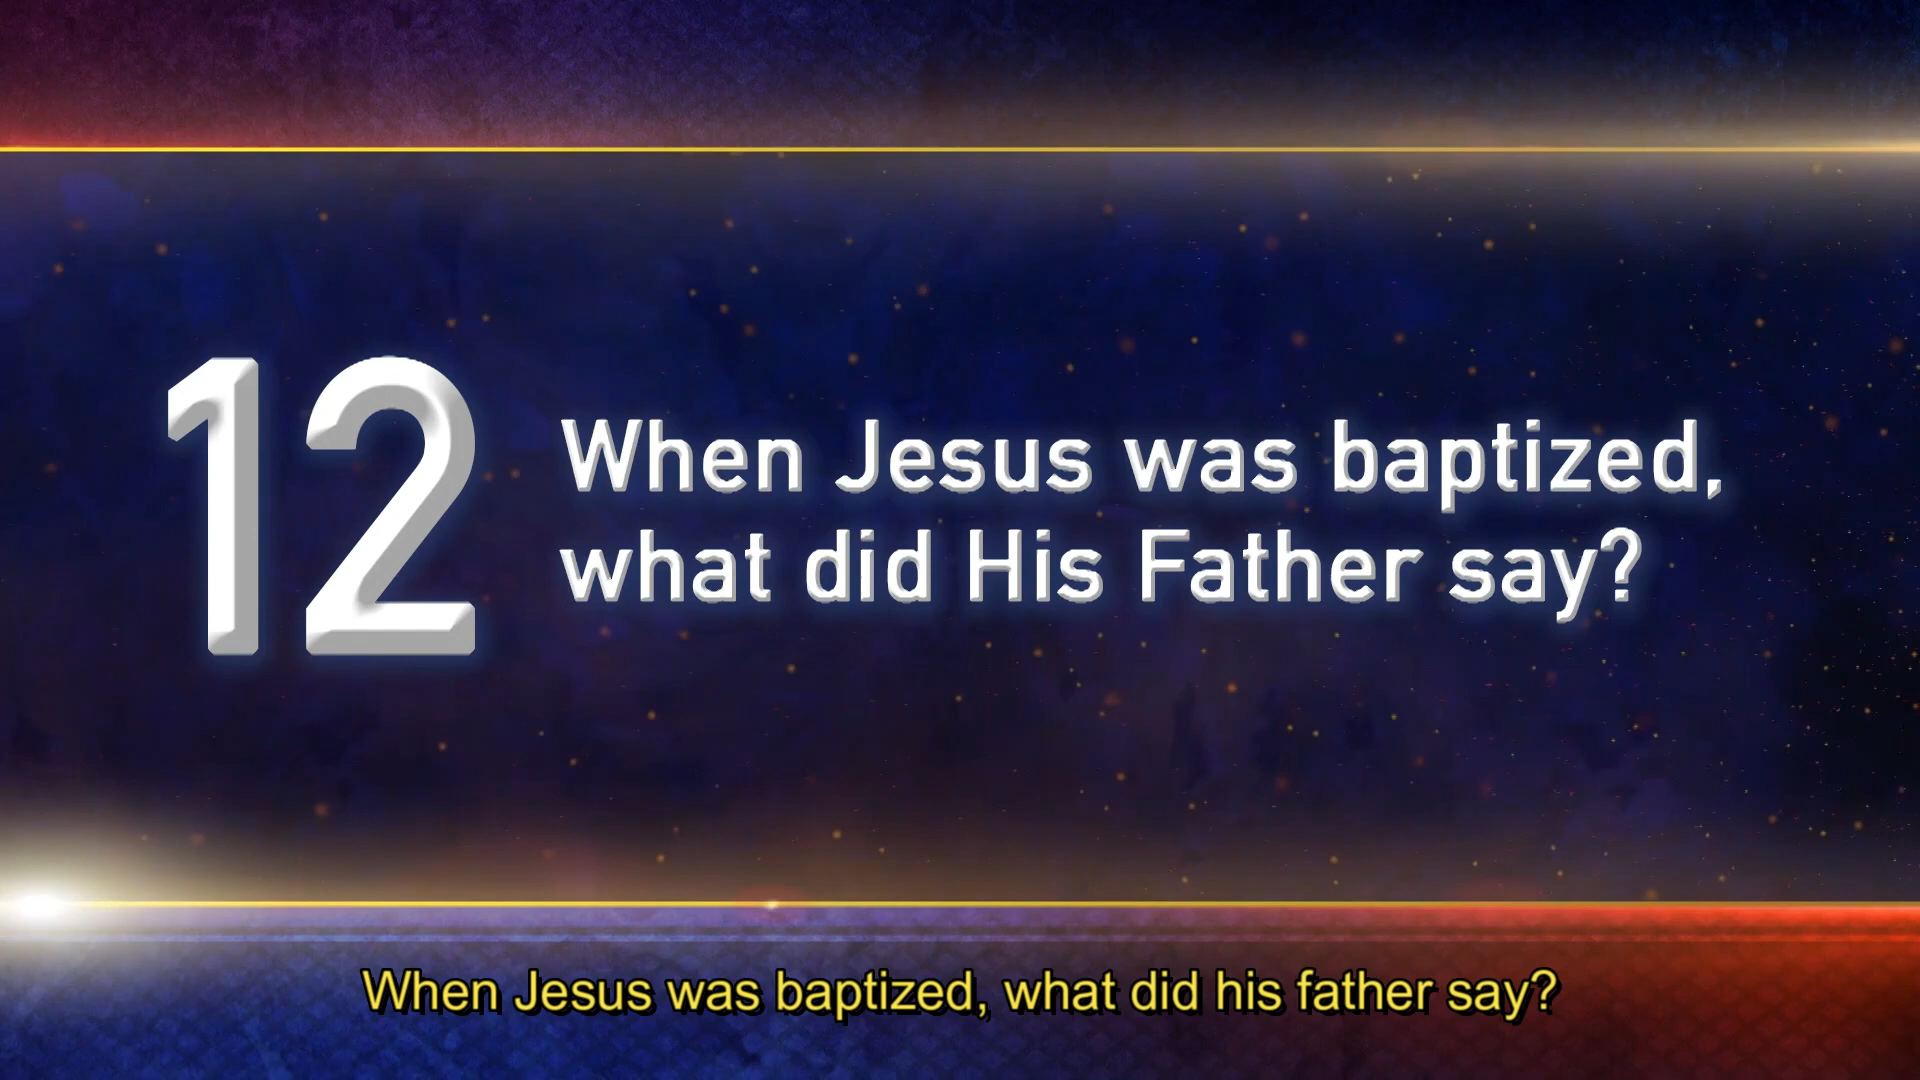 12
When Jesus was baptized,
what did His Father say?
When Jesus was baptized, what did his father say?